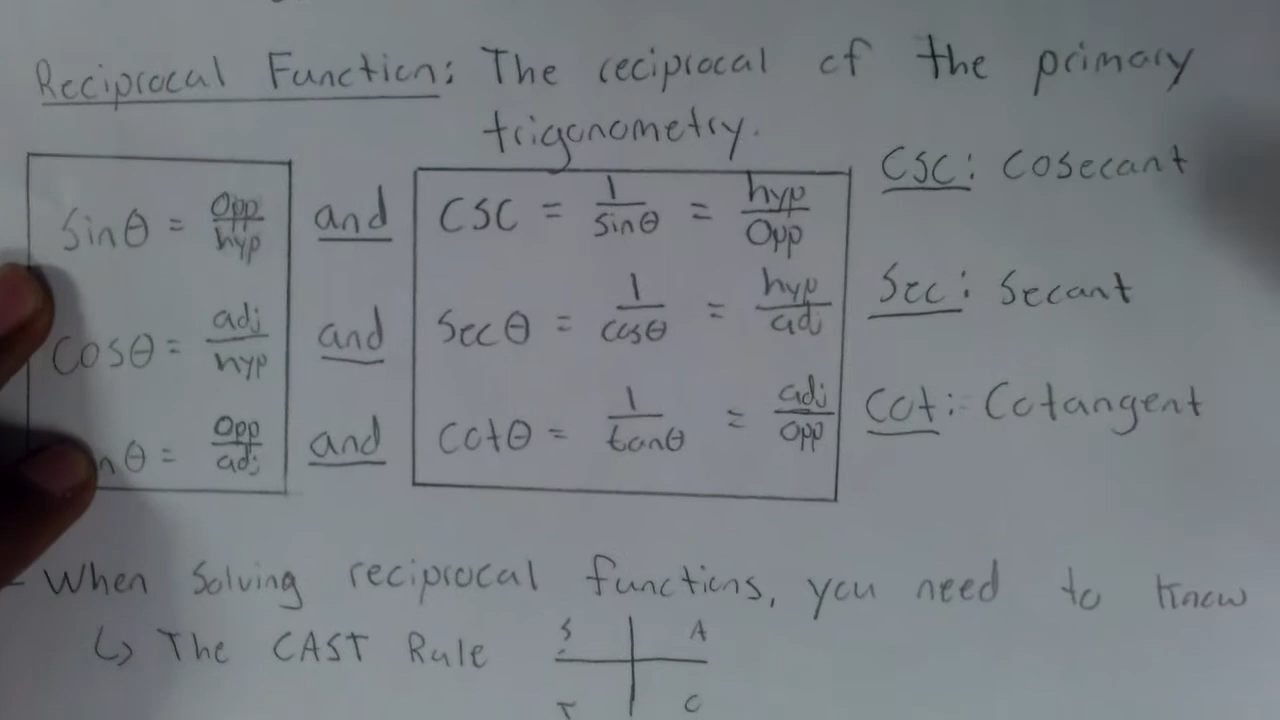 Reciprocal Function: The reciprocal of the primary
trigonometry.
Sinθ = Opp/hyp and CSC = 1/sinθ = hyp/Opp CSC: Cosecant
Cosθ = adj/hyp and Secθ = 1/cosθ = hyp/adj Sec: Secant
nθ = Opp/adj and Cotθ = 1/tanθ = adj/Opp Cot: Cotangent
- When Solving reciprocal functions, you need to know
↳ The CAST Rule S A
T C